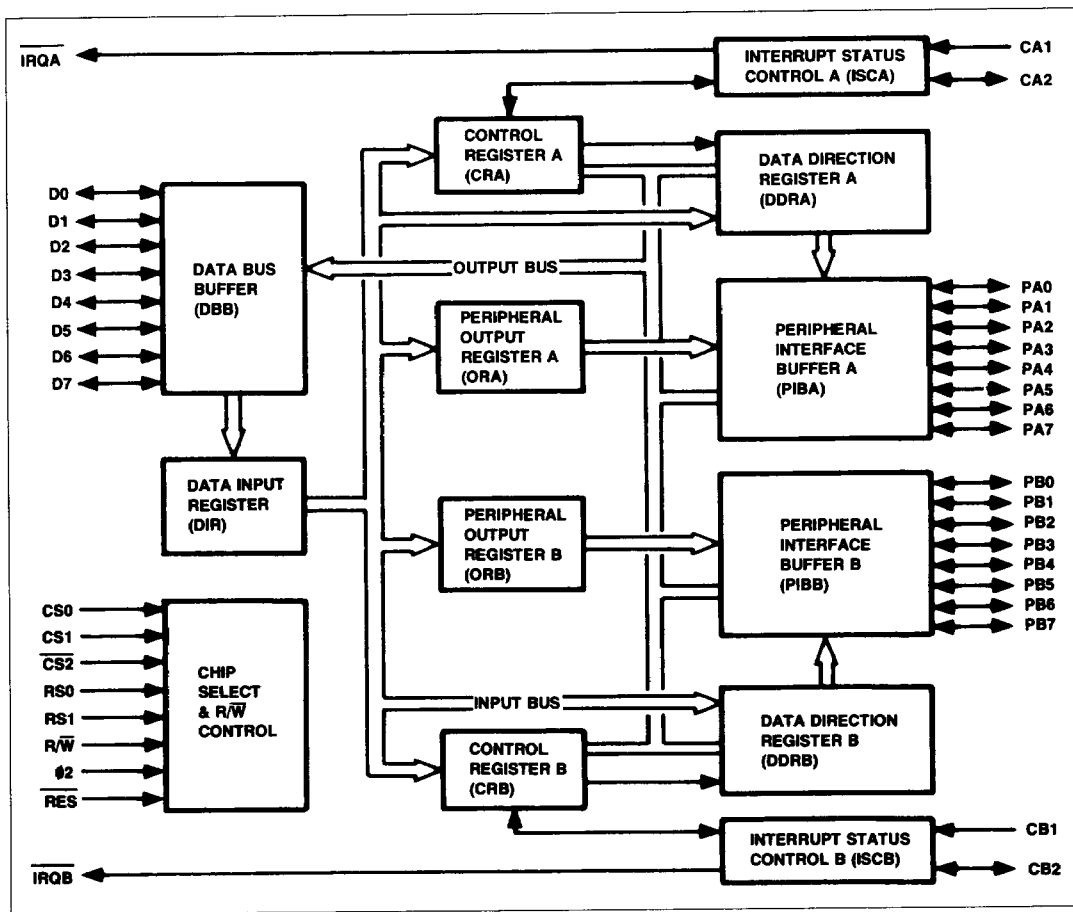 IRQA
INTERRUPT STATUS
CONTROL A (ISCA)
CA1
CA2
CONTROL
REGISTER A
(CRA)
DATA DIRECTION
REGISTER A
(DDRA)
D0
D1
D2
D3
D4
D5
D6
D7
DATA BUS
BUFFER
(DBB)
OUTPUT BUS
PERIPHERAL
OUTPUT
REGISTER A
(ORA)
PERIPHERAL
INTERFACE
BUFFER A
(PIBA)
PA0
PA1
PA2
PA3
PA4
PA5
PA6
PA7
DATA INPUT
REGISTER
(DIR)
PERIPHERAL
OUTPUT
REGISTER B
(ORB)
PERIPHERAL
INTERFACE
BUFFER B
(PIBB)
PB0
PB1
PB2
PB3
PB4
PB5
PB6
PB7
CS0
CS1
CS2
RS0
RS1
R/W
φ2
RES
CHIP
SELECT
& R/W
CONTROL
INPUT BUS
DATA DIRECTION
REGISTER B
(DDRB)
CONTROL
REGISTER B
(CRB)
INTERRUPT STATUS
CONTROL B (ISCB)
CB1
CB2
IRQB